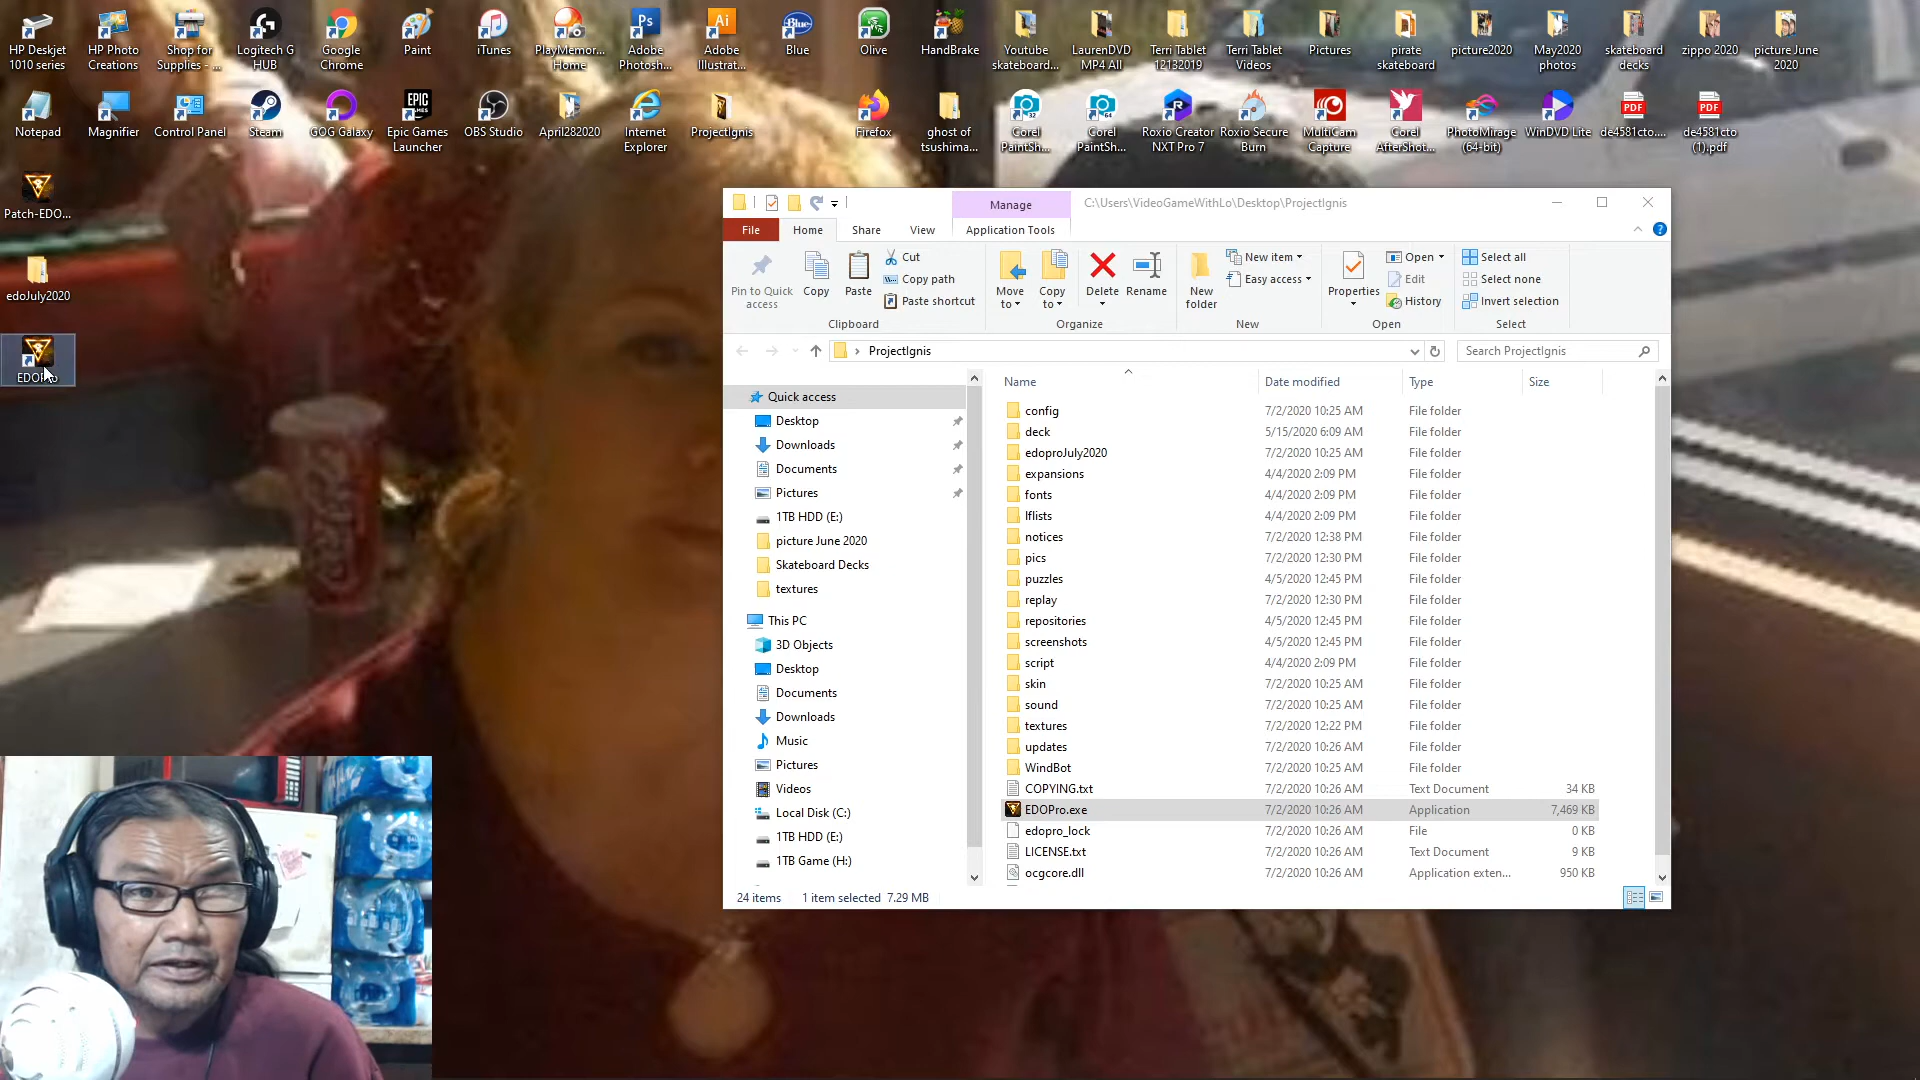 HP Deskjet 1010 series
HP Photo Creations
Shop for Supplies - ...
Logitech G HUB
Google Chrome
Paint
iTunes
PlayMemor... Home
Adobe Photosh...
Adobe Illustrat...
Blue
Olive
HandBrake
Youtube skateboard...
LaurenDVD MP4 All
Terri Tablet 12132019
Terri Tablet Videos
Pictures
pirate skateboard
picture2020
May2020 photos
skateboard decks
zippo 2020
picture June 2020
Notepad
Magnifier
Control Panel
Steam
GOG Galaxy
Epic Games Launcher
OBS Studio
April282020
Internet Explorer
ProjectIgnis
Firefox
ghost of tsushima...
Corel PaintSh...
Corel PaintSh...
Roxio Creator NXT Pro 7
Roxio Secure Burn
MultiCam Capture
Corel AfterShot...
PhotoMirage (64-bit)
WinDVD Lite
de4581cto....
de4581cto (1).pdf
Patch-EDO...
edoJuly2020
Manage
C:\Users\VideoGameWithLo\Desktop\ProjectIgnis
File
Home
Share
View
Application Tools
Pin to Quick access
Copy
Paste
Cut
Copy path
Paste shortcut
Clipboard
Move to
Copy to
Delete
Rename
Organize
New folder
New item
Easy access
New
Properties
Open
Edit
History
Open
Select all
Select none
Invert selection
Select
ProjectIgnis
Search ProjectIgnis
Quick access
Desktop
Downloads
Documents
Pictures
1TB HDD (E:)
picture June 2020
Skateboard Decks
textures
This PC
3D Objects
Desktop
Documents
Downloads
Music
Pictures
Videos
Local Disk (C:)
1TB HDD (E:)
1TB Game (H:)
Name Date modified Type Size
config 7/2/2020 10:25 AM File folder
deck 5/15/2020 6:09 AM File folder
edoproJuly2020 7/2/2020 10:25 AM File folder
expansions 4/4/2020 2:09 PM File folder
fonts 4/4/2020 2:09 PM File folder
lflists 4/4/2020 2:09 PM File folder
notices 7/2/2020 12:38 PM File folder
pics 7/2/2020 12:30 PM File folder
puzzles 4/5/2020 12:45 PM File folder
replay 7/2/2020 12:30 PM File folder
repositories 4/5/2020 12:45 PM File folder
screenshots 4/5/2020 12:45 PM File folder
script 4/4/2020 2:09 PM File folder
skin 7/2/2020 10:25 AM File folder
sound 7/2/2020 10:25 AM File folder
textures 7/2/2020 12:22 PM File folder
updates 7/2/2020 10:26 AM File folder
WindBot 7/2/2020 10:25 AM File folder
COPYING.txt 7/2/2020 10:26 AM Text Document 34 KB
EDOPro.exe 7/2/2020 10:26 AM Application 7,469 KB
edopro_lock 7/2/2020 10:26 AM File 0 KB
LICENSE.txt 7/2/2020 10:26 AM Text Document 9 KB
ocgcore.dll 7/2/2020 10:26 AM Application exten... 950 KB
24 items 1 item selected 7.29 MB